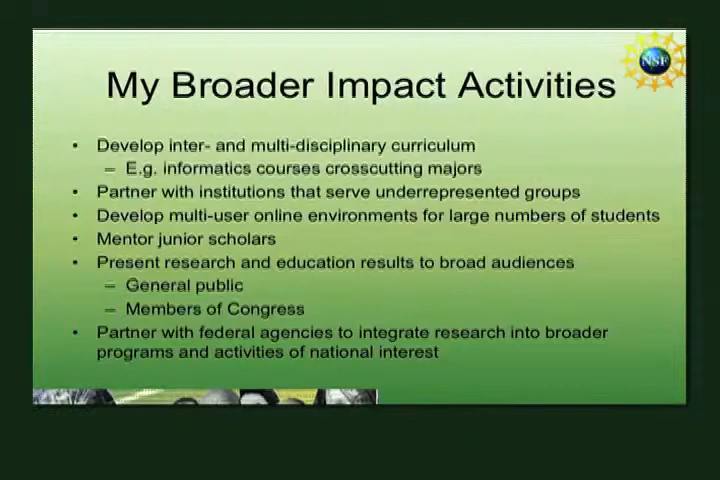 NSF
My Broader Impact Activities
• Develop inter- and multi-disciplinary curriculum
– E.g. informatics courses crosscutting majors
• Partner with institutions that serve underrepresented groups
• Develop multi-user online environments for large numbers of students
• Mentor junior scholars
• Present research and education results to broad audiences
– General public
– Members of Congress
• Partner with federal agencies to integrate research into broader
programs and activities of national interest